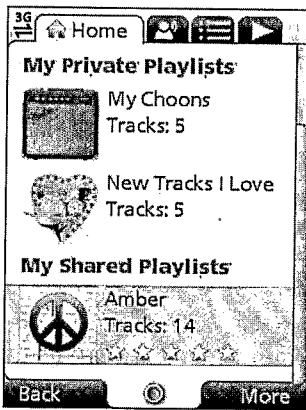 3G
Home
My Private Playlists
My Choons
Tracks: 5
New Tracks I Love
Tracks: 5
My Shared Playlists
Amber
Tracks: 14
Back
More